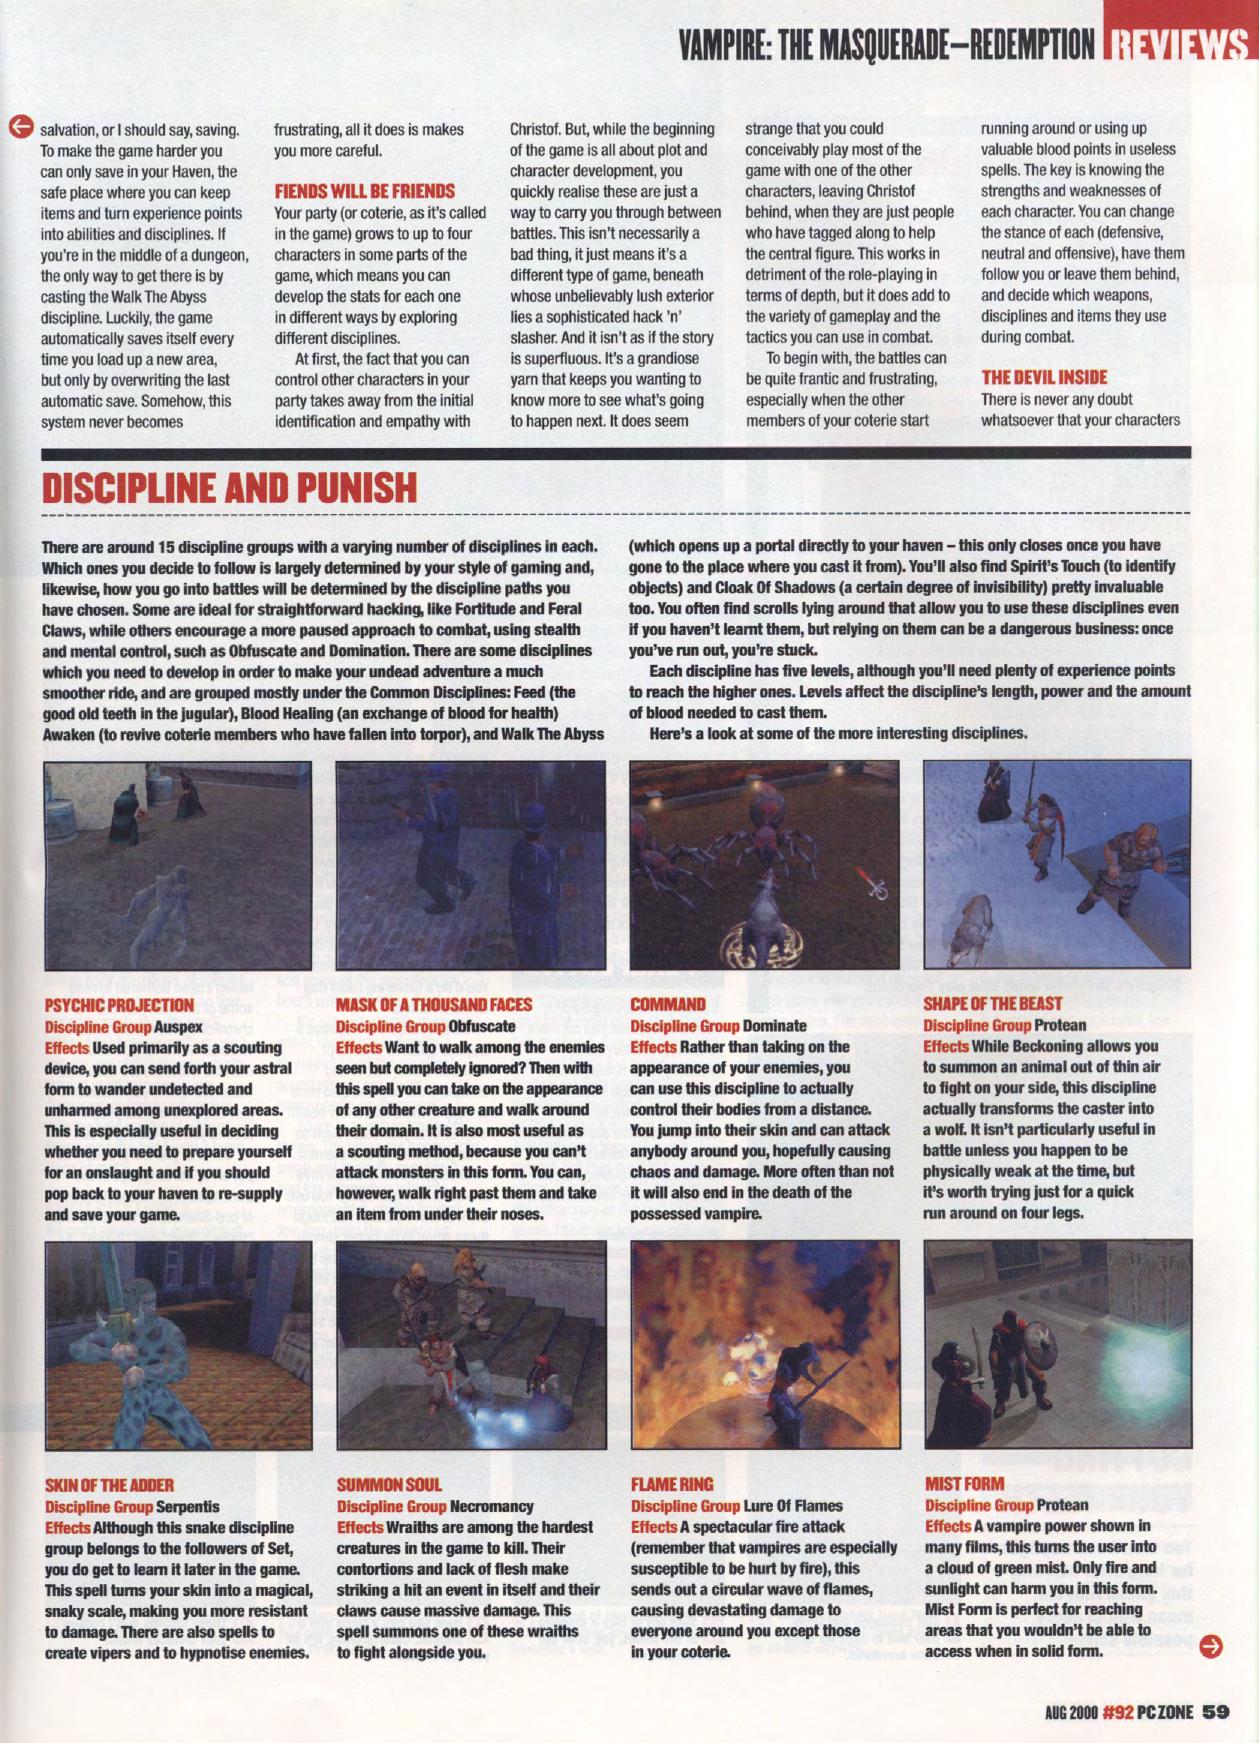 VAMPIRE: THE MASQUERADE–REDEMPTION REVIEWS
salvation, or I should say, saving.
To make the game harder you
can only save in your Haven, the
safe place where you can keep
items and turn experience points
into abilities and disciplines. If
you're in the middle of a dungeon,
the only way to get there is by
casting the Walk The Abyss
discipline. Luckily, the game
automatically saves itself every
time you load up a new area,
but only by overwriting the last
automatic save. Somehow, this
system never becomes
frustrating, all it does is makes
you more careful.
FIENDS WILL BE FRIENDS
Your party (or coterie, as it's called
in the game) grows to up to four
characters in some parts of the
game, which means you can
develop the stats for each one
in different ways by exploring
different disciplines.
At first, the fact that you can
control other characters in your
party takes away from the initial
identification and empathy with
Christof. But, while the beginning
of the game is all about plot and
character development, you
quickly realise these are just a
way to carry you through between
battles. This isn't necessarily a
bad thing, it just means it's a
different type of game, beneath
whose unbelievably lush exterior
lies a sophisticated hack 'n'
slasher. And it isn't as if the story
is superfluous. It's a grandiose
yarn that keeps you wanting to
know more to see what's going
to happen next. It does seem
strange that you could
conceivably play most of the
game with one of the other
characters, leaving Christof
behind, when they are just people
who have tagged along to help
the central figure. This works in
detriment of the role-playing in
terms of depth, but it does add to
the variety of gameplay and the
tactics you can use in combat.
To begin with, the battles can
be quite frantic and frustrating,
especially when the other
members of your coterie start
running around or using up
valuable blood points in useless
spells. The key is knowing the
strengths and weaknesses of
each character. You can change
the stance of each (defensive,
neutral and offensive), have them
follow you or leave them behind,
and decide which weapons,
disciplines and items they use
during combat.
THE DEVIL INSIDE
There is never any doubt
whatsoever that your characters
DISCIPLINE AND PUNISH
There are around 15 discipline groups with a varying number of disciplines in each.
Which ones you decide to follow is largely determined by your style of gaming and,
likewise, how you go into battles will be determined by the discipline paths you
have chosen. Some are ideal for straightforward hacking, like Fortitude and Feral
Claws, while others encourage a more paused approach to combat, using stealth
and mental control, such as Obfuscate and Domination. There are some disciplines
which you need to develop in order to make your undead adventure a much
smoother ride, and are grouped mostly under the Common Disciplines: Feed (the
good old teeth in the jugular), Blood Healing (an exchange of blood for health)
Awaken (to revive coterie members who have fallen into torpor), and Walk The Abyss
(which opens up a portal directly to your haven – this only closes once you have
gone to the place where you cast it from). You'll also find Spirit's Touch (to identify
objects) and Cloak Of Shadows (a certain degree of invisibility) pretty invaluable
too. You often find scrolls lying around that allow you to use these disciplines even
if you haven't learnt them, but relying on them can be a dangerous business: once
you've run out, you're stuck.
Each discipline has five levels, although you'll need plenty of experience points
to reach the higher ones. Levels affect the discipline's length, power and the amount
of blood needed to cast them.
Here's a look at some of the more interesting disciplines.
PSYCHIC PROJECTION
Discipline Group Auspex
Effects Used primarily as a scouting
device, you can send forth your astral
form to wander undetected and
unharmed among unexplored areas.
This is especially useful in deciding
whether you need to prepare yourself
for an onslaught and if you should
pop back to your haven to re-supply
and save your game.
MASK OF A THOUSAND FACES
Discipline Group Obfuscate
Effects Want to walk among the enemies
seen but completely ignored? Then with
this spell you can take on the appearance
of any other creature and walk around
their domain. It is also most useful as
a scouting method, because you can't
attack monsters in this form. You can,
however, walk right past them and take
an item from under their noses.
COMMAND
Discipline Group Dominate
Effects Rather than taking on the
appearance of your enemies, you
can use this discipline to actually
control their bodies from a distance.
You jump into their skin and can attack
anybody around you, hopefully causing
chaos and damage. More often than not
it will also end in the death of the
possessed vampire.
SHAPE OF THE BEAST
Discipline Group Protean
Effects While Beckoning allows you
to summon an animal out of thin air
to fight on your side, this discipline
actually transforms the caster into
a wolf. It isn't particularly useful in
battle unless you happen to be
physically weak at the time, but
it's worth trying just for a quick
run around on four legs.
SKIN OF THE ADDER
Discipline Group Serpentis
Effects Although this snake discipline
group belongs to the followers of Set,
you do get to learn it later in the game.
This spell turns your skin into a magical,
snaky scale, making you more resistant
to damage. There are also spells to
create vipers and to hypnotise enemies.
SUMMON SOUL
Discipline Group Necromancy
Effects Wraiths are among the hardest
creatures in the game to kill. Their
contortions and lack of flesh make
striking a hit an event in itself and their
claws cause massive damage. This
spell summons one of these wraiths
to fight alongside you.
FLAME RING
Discipline Group Lure Of Flames
Effects A spectacular fire attack
(remember that vampires are especially
susceptible to be hurt by fire), this
sends out a circular wave of flames,
causing devastating damage to
everyone around you except those
in your coterie.
MIST FORM
Discipline Group Protean
Effects A vampire power shown in
many films, this turns the user into
a cloud of green mist. Only fire and
sunlight can harm you in this form.
Mist Form is perfect for reaching
areas that you wouldn't be able to
access when in solid form.
AUG 2000 #92 PC ZONE 59